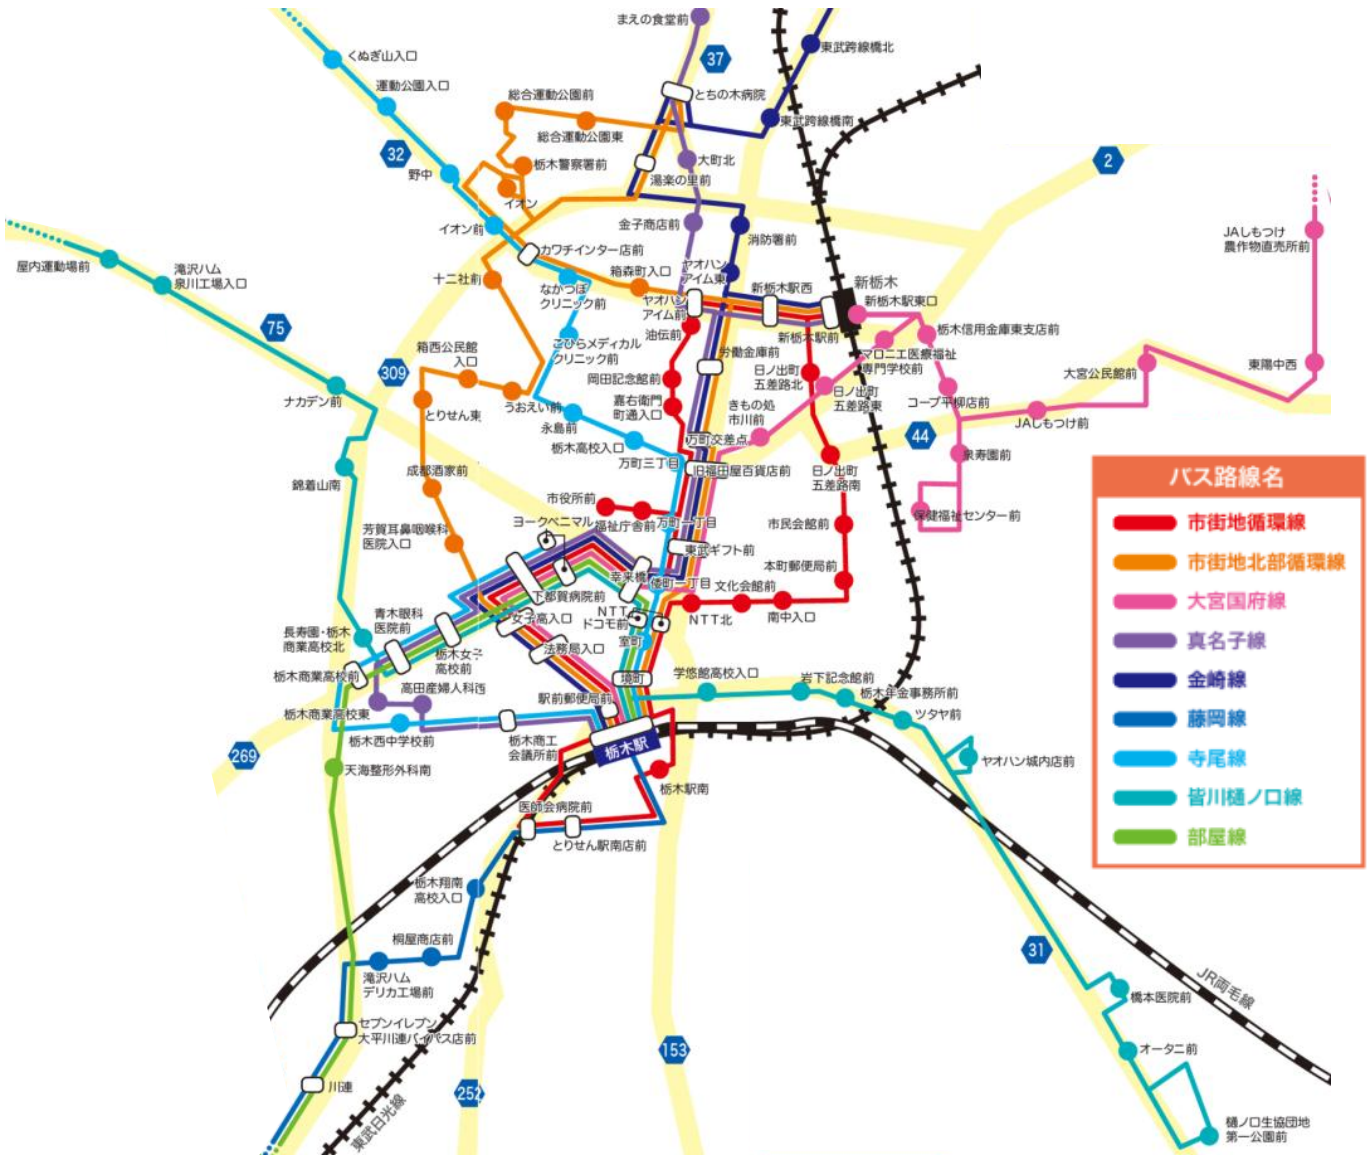 まえの食堂前
37
東武跨線橋北
くぬぎ山入口
運動公園入口
総合運動公園前
とちの木病院
総合運動公園東
東武跨線橋南
32
野中
栃木警察署前
大町北
2
湯楽の里前
イオン
イオン前
金子商店前
消防署前
JAしもつけ
農作物直売所前
屋内運動場前
滝沢ハム
泉川工場入口
カワチインター店前
十二社前
なかつぼ
クリニック前
箱森町入口
ヤオハン
アイム東
新栃木駅西
新栃木
新栃木駅東口
ヤオハン
アイム前
油伝前
新栃木駅前
栃木信用金庫東支店前
75
こひらメディカル
クリニック前
労働金庫前
マロニエ医療福祉
専門学校前
箱西公民館
入口
309
岡田記念館前
日ノ出町
五差路北
大宮公民館前
東陽中西
ナカデン前
とりせん東
うおえい前
嘉右衛門
町通入口
きもの処
市川前
日ノ出町
五差路東
コープ平柳店前
JAしもつけ前
永島前
栃木高校入口
万町交差点
44
万町三丁目
旧福田屋百貨店前
日ノ出町
五差路南
泉寿園前
錦着山南
成都酒家前
市役所前
保健福祉センター前
ヨークベニマル
福祉庁舎前
万町一丁目
市民会館前
芳賀耳鼻咽喉科
医院入口
東武ギフト前
本町郵便局前
幸来橋
倭町一丁目
文化会館前
下都賀病院前
青木眼科
医院前
女子高入口
NTT
ドコモ前
NTT北
南中入口
長寿園・栃木
商業高校北
栃木女子
高校前
法務局入口
室町
栃木商業高校前
境町
学悠館高校入口
岩下記念館前
高田産婦人科西
駅前郵便局前
栃木年金事務所前
栃木商業高校東
ツタヤ前
栃木西中学校前
栃木商工
会議所前
栃木駅
269
天海整形外科南
ヤオハン城内店前
栃木駅南
医師会病院前
とりせん駅南店前
栃木翔南
高校入口
桐屋商店前
31
滝沢ハム
デリカ工場前
JR両毛線
橋本医院前
セブンイレブン
大平川連バイパス店前
153
オータニ前
川連
252
東武日光線
樋ノ口生協団地
第一公園前
バス路線名
市街地循環線
市街地北部循環線
大宮国府線
真名子線
金崎線
藤岡線
寺尾線
皆川樋ノ口線
部屋線